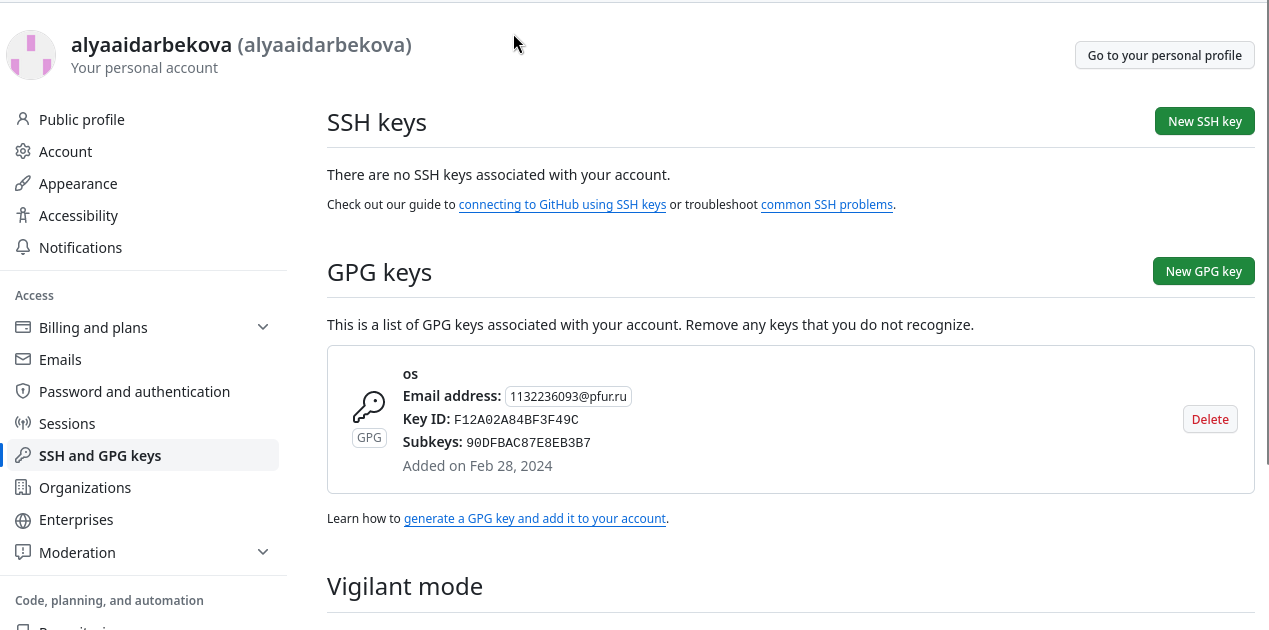 alyaaidarbekova (alyaaidarbekova)
Your personal account
Go to your personal profile
Public profile
Account
Appearance
Accessibility
Notifications
Access
Billing and plans
Emails
Password and authentication
Sessions
SSH and GPG keys
Organizations
Enterprises
Moderation
Code, planning, and automation
SSH keys
New SSH key
There are no SSH keys associated with your account.
Check out our guide to connecting to GitHub using SSH keys or troubleshoot common SSH problems.
GPG keys
New GPG key
This is a list of GPG keys associated with your account. Remove any keys that you do not recognize.
GPG
os
Email address: 1132236093@pfur.ru
Key ID: F12A02A84BF3F49C
Subkeys: 90DFBAC87E8EB3B7
Added on Feb 28, 2024
Delete
Learn how to generate a GPG key and add it to your account.
Vigilant mode